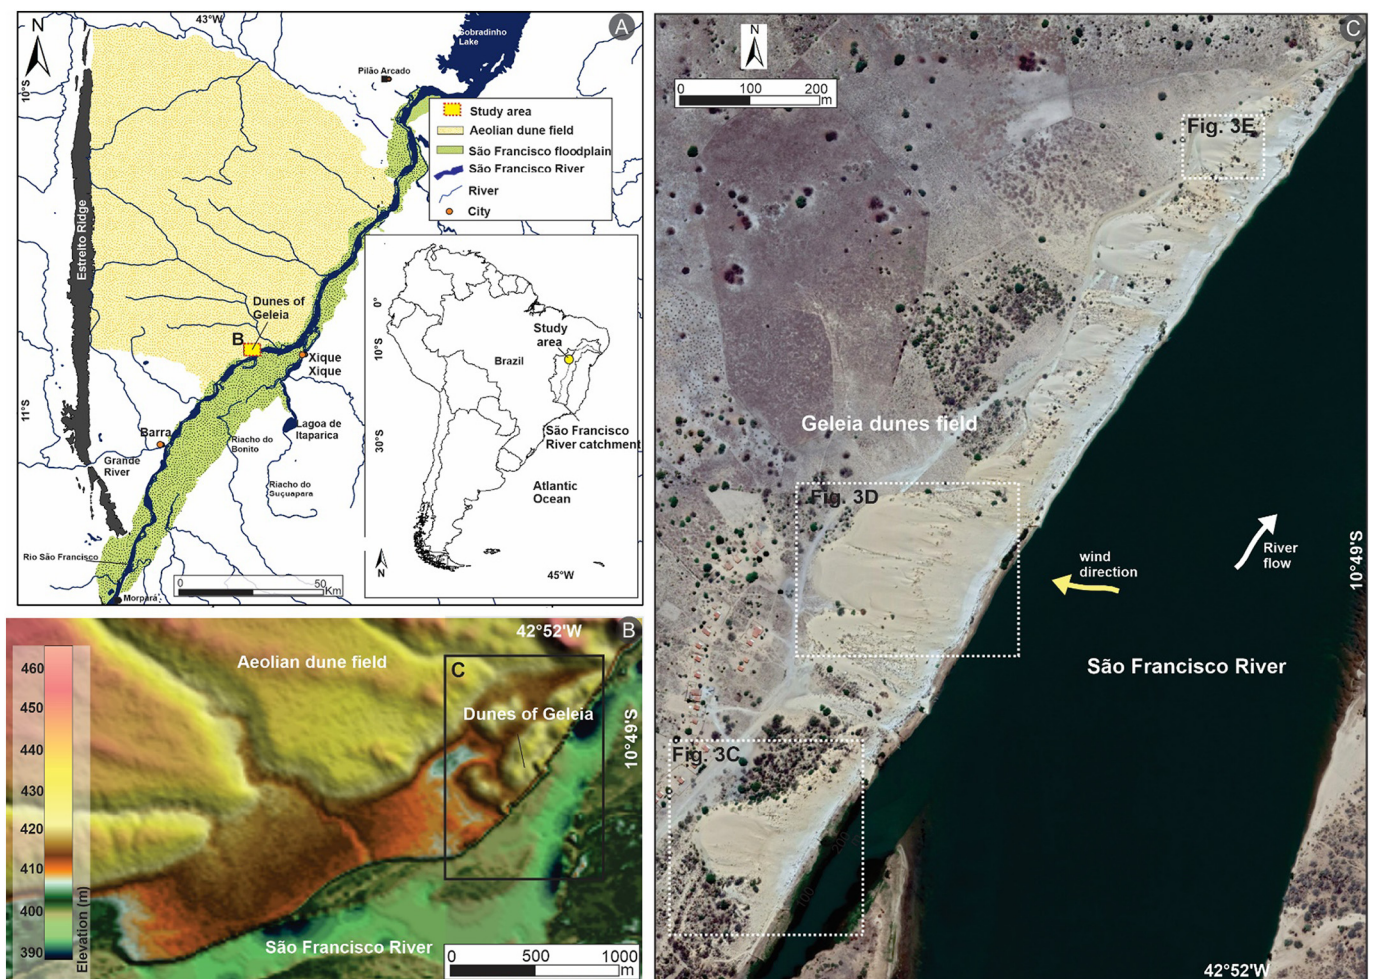 N
43°W
A
Sobradinho
Lake
Pilão Arcado
10°S
Study area
Aeolian dune field
São Francisco floodplain
São Francisco River
River
City
Estreito Ridge
Dunes of
Geleia
B
Xique
Xique
11°S
Barra
Grande
River
Riacho do
Bonito
Lagoa de
Itaparica
Riacho do
Suçuapara
Rio São Francisco
Morpará
0
50
Km
0°
10°S
30°S
Study
area
Brazil
São Francisco
River catchment
Atlantic
Ocean
N
45°W
42°52'W
B
460
450
440
430
420
410
400
390
Elevation (m)
Aeolian dune field
C
Dunes of Geleia
10°49'S
São Francisco River
0
500
1000
m
C
N
0
100
200
m
Fig. 3E
Geleia dunes field
Fig. 3D
wind
direction
River
flow
10°49'S
São Francisco River
Fig. 3C
200
100
42°52'W